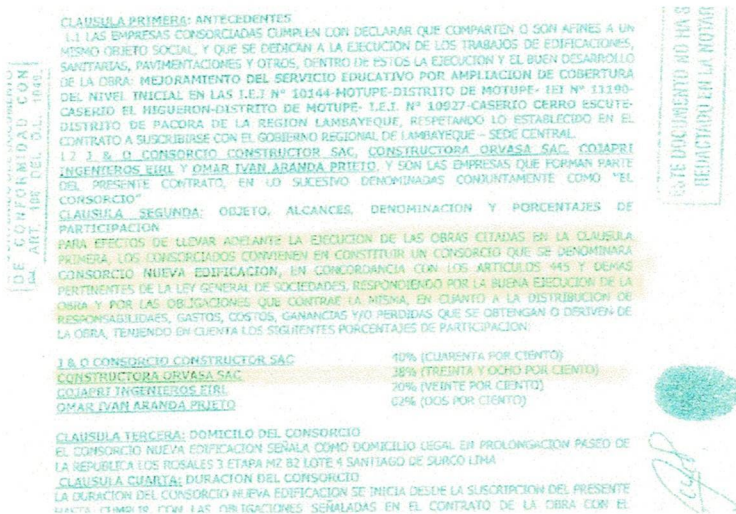 CLAUSULA PRIMERA: ANTECEDENTES
1.1 LAS EMPRESAS CONSORCIADAS CUMPLEN CON DECLARAR QUE COMPARTEN O SON AFINES A UN
MISMO OBJETO SOCIAL, Y QUE SE DEDICAN A LA EJECUCION DE LOS TRABAJOS DE EDIFICACIONES,
SANITARIAS, PAVIMENTACIONES Y OTROS, DENTRO DE ESTOS LA EJECUCION Y EL BUEN DESARROLLO
DE LA OBRA: MEJORAMIENTO DEL SERVICIO EDUCATIVO POR AMPLIACION DE COBERTURA
DEL NIVEL INICIAL EN LAS I.E.I Nº 10144-MOTUPE-DISTRITO DE MOTUPE- IEI Nº 11190-
CASERIO EL HIGUERON-DISTRITO DE MOTUPE- I.E.I. Nº 10927-CASERIO CERRO ESCUTE-
DISTRITO DE PACORA DE LA REGION LAMBAYEQUE, RESPETANDO LO ESTABLECIDO EN EL
CONTRATO A SUSCRIBIRSE CON EL GOBIERNO REGIONAL DE LAMBAYEQUE – SEDE CENTRAL.
1.2 J & O CONSORCIO CONSTRUCTOR SAC, CONSTRUCTORA ORVASA SAC, COJAPRI
INGENIEROS EIRL Y OMAR IVAN ARANDA PRIETO, Y SON LAS EMPRESAS QUE FORMAN PARTE
DEL PRESENTE CONTRATO, EN LO SUCESIVO DENOMINADAS CONJUNTAMENTE COMO "EL
CONSORCIO"
CLAUSULA SEGUNDA: OBJETO, ALCANCES, DENOMINACION Y PORCENTAJES DE
PARTICIPACION
PARA EFECTOS DE LLEVAR ADELANTE LA EJECUCION DE LAS OBRAS CITADAS EN LA CLAUSULA
PRIMERA, LOS CONSORCIADOS CONVIENEN EN CONSTITUIR UN CONSORCIO QUE SE DENOMINARA
CONSORCIO NUEVA EDIFICACION, EN CONCORDANCIA CON LOS ARTICULOS 445 Y DEMAS
PERTINENTES DE LA LEY GENERAL DE SOCIEDADES, RESPONDIENDO POR LA BUENA EJECUCION DE LA
OBRA Y POR LAS OBLIGACIONES QUE CONTRAE LA MISMA, EN CUANTO A LA DISTRIBUCION DE
RESPONSABILIDAES, GASTOS, COSTOS, GANANCIAS Y/O PERDIDAS QUE SE OBTENGAN O DERIVEN DE
LA OBRA, TENIENDO EN CUENTA LOS SIGUIENTES PORCENTAJES DE PARTICIPACION:
J & O CONSORCIO CONSTRUCTOR SAC 40% (CUARENTA POR CIENTO)
CONSTRUCTORA ORVASA SAC 38% (TREINTA Y OCHO POR CIENTO)
COJAPRI INGENIEROS EIRL 20% (VEINTE POR CIENTO)
OMAR IVAN ARANDA PRIETO 02% (DOS POR CIENTO)
CLAUSULA TERCERA: DOMICILO DEL CONSORCIO
EL CONSORCIO NUEVA EDIFICACION SEÑALA COMO DOMICILIO LEGAL EN PROLONGACION PASEO DE
LA REPUBLICA LOS ROSALES 3 ETAPA MZ B2 LOTE 4 SANTIAGO DE SURCO LIMA
CLAUSULA CUARTA: DURACION DEL CONSORCIO
LA DURACION DEL CONSORCIO NUEVA EDIFICACION SE INICIA DESDE LA SUSCRIPCION DEL PRESENTE
HASTA CUMPLIR CON LAS OBLIGACIONES SEÑALADAS EN EL CONTRATO DE LA OBRA CON EL
DE CONFORMIDAD CON
ART. 108 DEL D.L. 1049
ESTE DOCUMENTO NO HA S
REDACTADO EN LA NOTAR